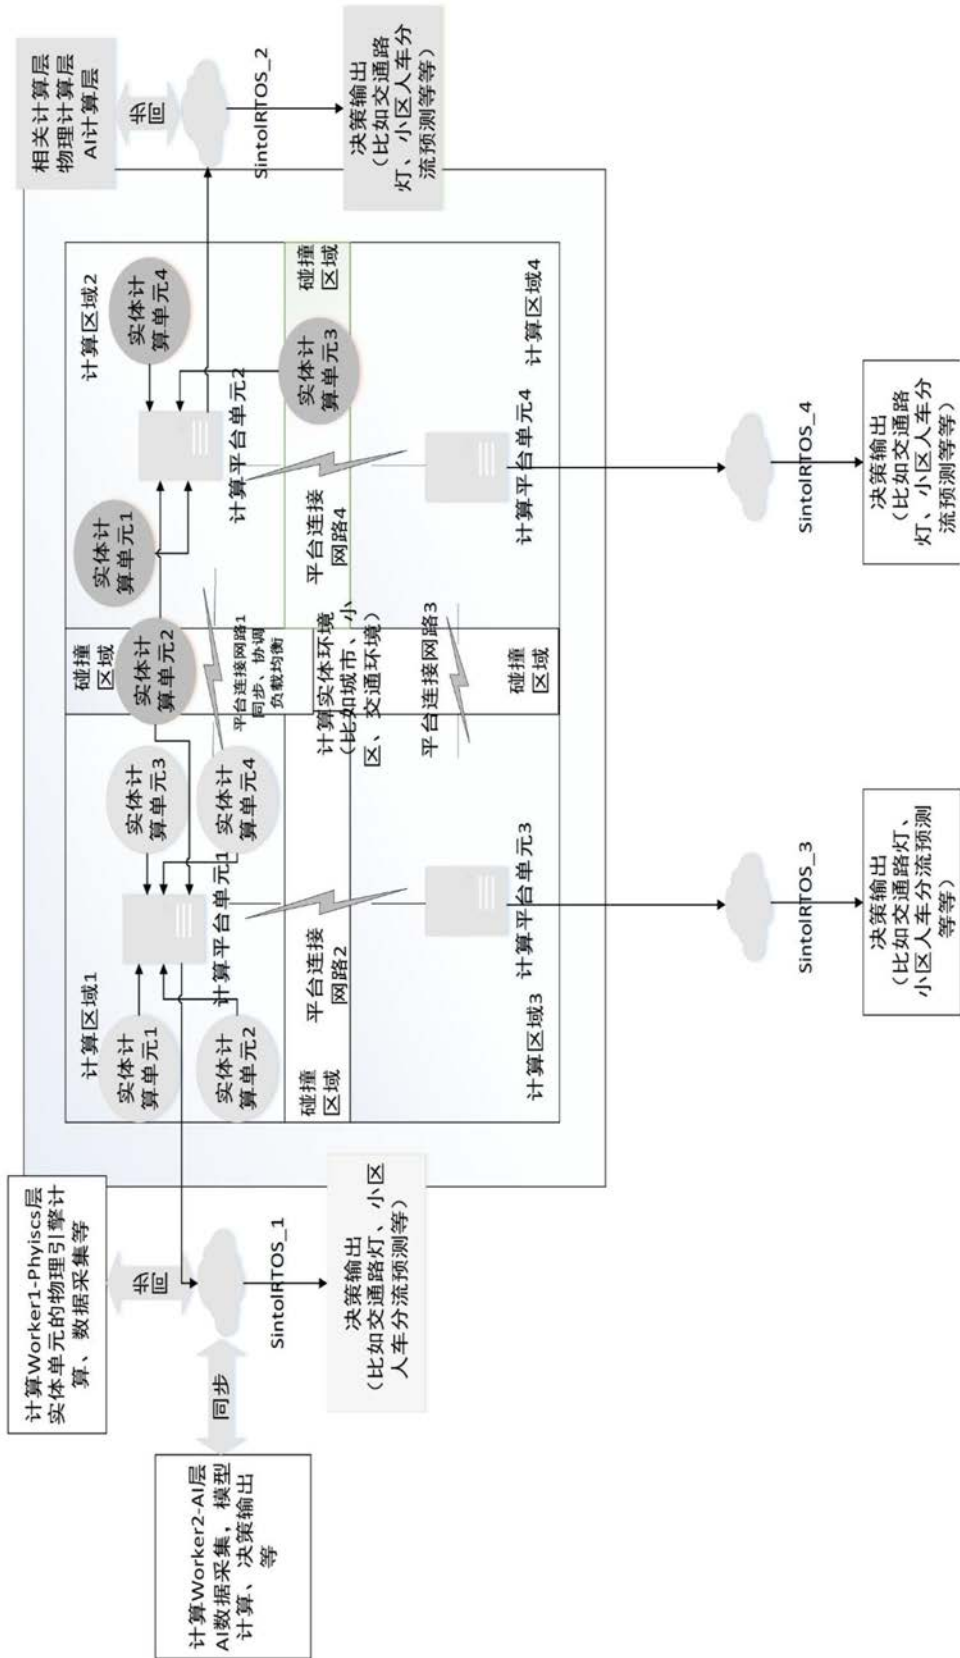 计算Worker1-Phyiscs层
实体单元的物理引擎计
算、数据采集等
同步
计算Worker2-AI层
AI数据采集，模型
计算、决策输出
等
同步
SintolRTOS_1
决策输出
（比如交通路灯、小区
人车分流预测等）
计算区域1
实体计
算单元1
实体计
算单元2
计算平台单元1
实体计
算单元3
实体计
算单元4
碰撞
区域
实体计
算单元2
平台连接网路1
同步、协调
负载均衡
计算区域2
实体计
算单元1
实体计
算单元4
计算平台单元2
实体计
算单元3
碰撞
区域
相关计算层
物理计算层
AI计算层
同步
SintolRTOS_2
决策输出
（比如交通路
灯、小区人车分
流预测等等）
碰撞
区域
平台连接
网路2
计算实体环境
（比如城市、小
区、交通环境）
平台连接
网路4
计算区域3
计算平台单元3
平台连接网路3
碰撞
区域
计算平台单元4
计算区域4
SintolRTOS_3
决策输出
（比如交通路灯、
小区人车分流预测
等等）
SintolRTOS_4
决策输出
（比如交通路
灯、小区人车分
流预测等等）